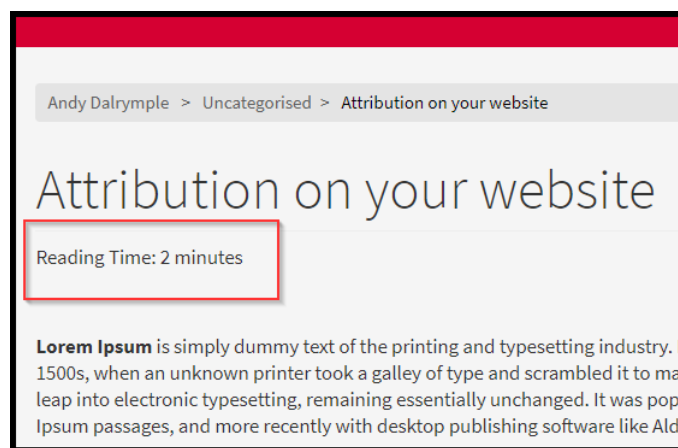 Andy Dalrymple > Uncategorised > Attribution on your website
Attribution on your website
Reading Time: 2 minutes
Lorem Ipsum is simply dummy text of the printing and typesetting industry.
1500s, when an unknown printer took a galley of type and scrambled it to ma
leap into electronic typesetting, remaining essentially unchanged. It was pop
Ipsum passages, and more recently with desktop publishing software like Ald